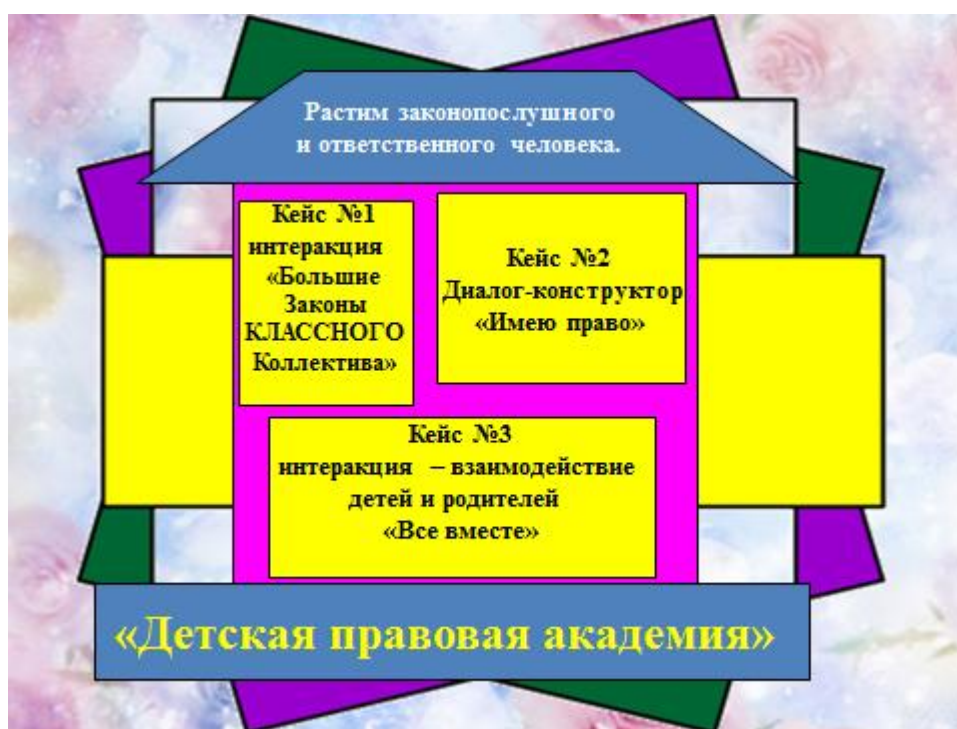 Растим законопослушного
и ответственного человека.
Кейс №1
интеракция
«Большие
Законы
КЛАССНОГО
Коллектива»
Кейс №2
Диалог-конструктор
«Имею право»
Кейс №3
интеракция – взаимодействие
детей и родителей
«Все вместе»
«Детская правовая академия»